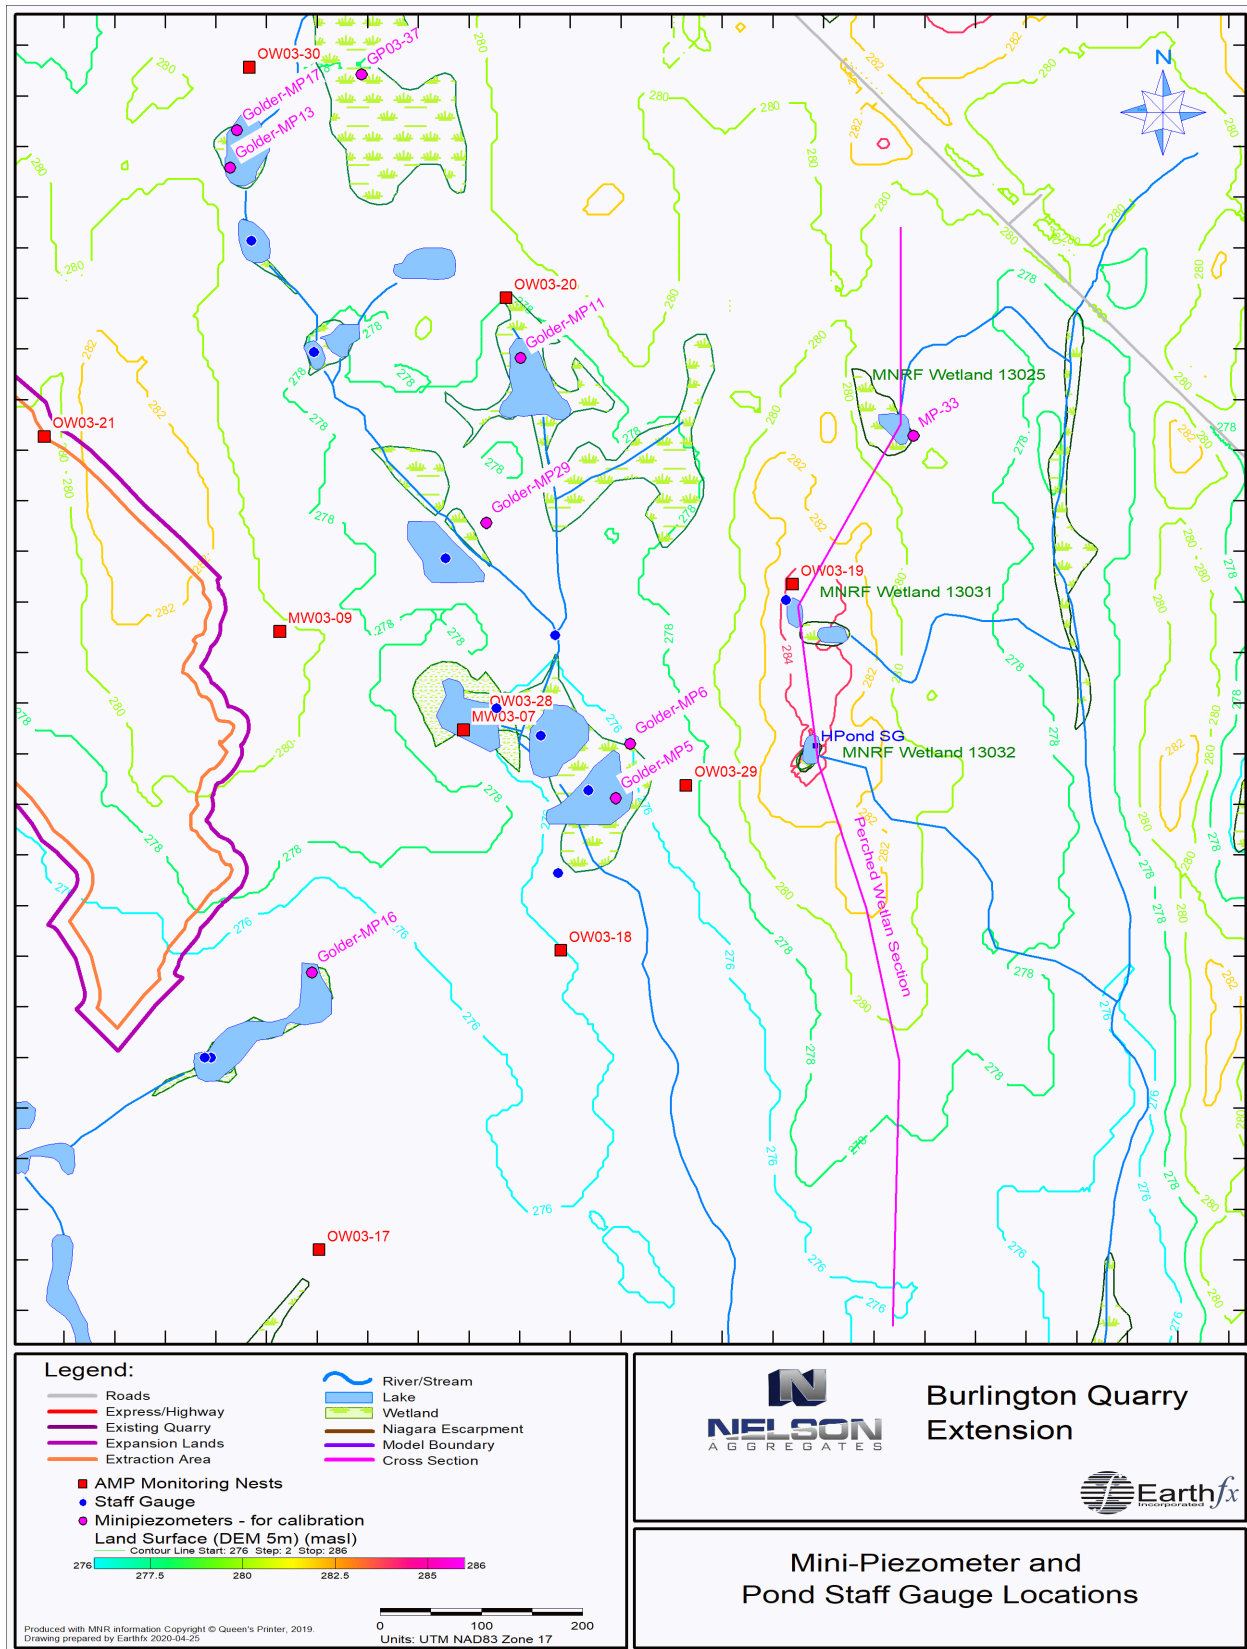 OW03-30
GP03-37
Golder-MP17
Golder-MP13
N
OW03-20
Golder-MP11
MNRF Wetland 13025
MP-33
OW03-21
Golder-MP29
OW03-19
MNRF Wetland 13031
MW03-09
OW03-28
MW03-07
Golder-MP6
Golder-MP5
HPond SG
MNRF Wetland 13032
OW03-29
Perched Wetlan Section
Golder-MP16
OW03-18
OW03-17
276
278
280
282
284
Legend:
Roads
Express/Highway
Existing Quarry
Expansion Lands
Extraction Area
River/Stream
Lake
Wetland
Niagara Escarpment
Model Boundary
Cross Section
AMP Monitoring Nests
Staff Gauge
Minipiezometers - for calibration
Land Surface (DEM 5m) (masl)
Contour Line Start: 276 Step: 2 Stop: 286
276 286
277.5 280 282.5 285
0 100 200
Units: UTM NAD83 Zone 17
Produced with MNR information Copyright © Queen's Printer, 2019.
Drawing prepared by Earthfx 2020-04-25
N
NELSON
AGGREGATES
Burlington Quarry
Extension
Earthfx
Incorporated
Mini-Piezometer and
Pond Staff Gauge Locations